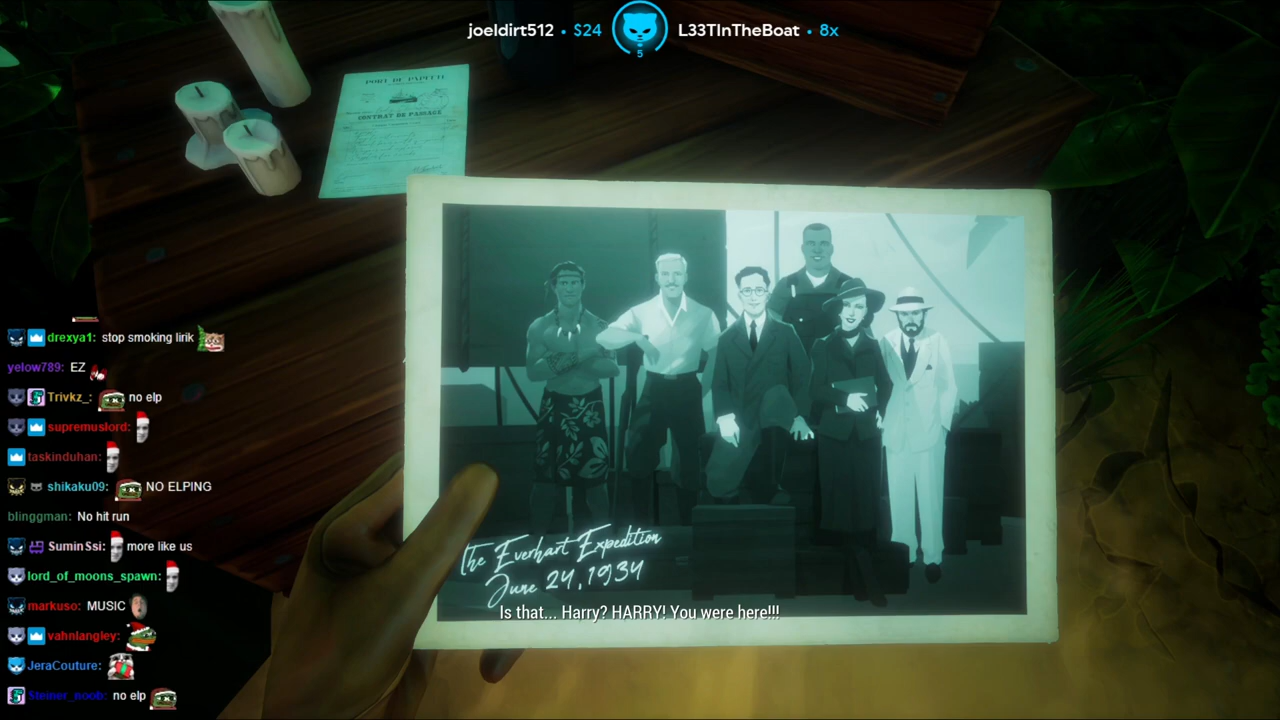 joeldirt512 • $24
5
L33TInTheBoat • 8x
PORT DE PAPEETE
CONTRAT DE PASSAGE
drexya1: stop smoking lirik
yelow789: EZ
Trivkz_: no elp
supremuslord:
taskinduhan:
shikaku09: NO ELPING
blinggman: No hit run
SuminSsi: more like us
lord_of_moons_spawn:
markuso: MUSIC
vahnlangley:
JeraCouture:
Steiner_noob: no elp
The Everhart Expedition
June 24, 1934
Is that... Harry? HARRY! You were here!!!